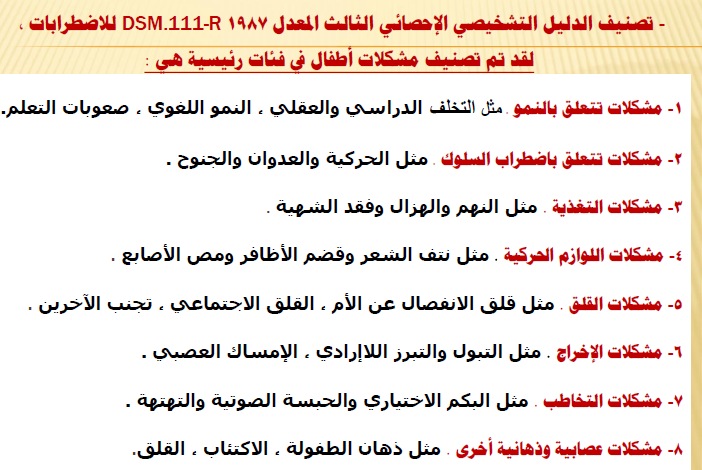 - تصنيف الدليل التشخيصي الإحصائي الثالث المعدل ١٩٨٧ DSM.111-R للاضطرابات ،
لقد تم تصنيف مشكلات أطفال في فئات رئيسية هي :
١- مشكلات تتعلق بالنمو . مثل التخلف الدراسي والعقلي ، النمو اللغوي ، صعوبات التعلم.
٢- مشكلات تتعلق باضطراب السلوك . مثل الحركية والعدوان والجنوح .
٣- مشكلات التغذية . مثل النهم والهزال وفقد الشهية .
٤- مشكلات اللوازم الحركية . مثل نتف الشعر وقضم الأظافر ومص الأصابع .
٥- مشكلات القلق . مثل قلق الانفصال عن الأم ، القلق الاجتماعي ، تجنب الآخرين .
٦- مشكلات الإخراج . مثل التبول والتبرز اللاإرادي ، الإمساك العصبي .
٧- مشكلات التخاطب . مثل البكم الاختياري والحبسة الصوتية والتهتهة .
٨- مشكلات عصابية وذهانية أخرى . مثل ذهان الطفولة ، الاكتئاب ، القلق.